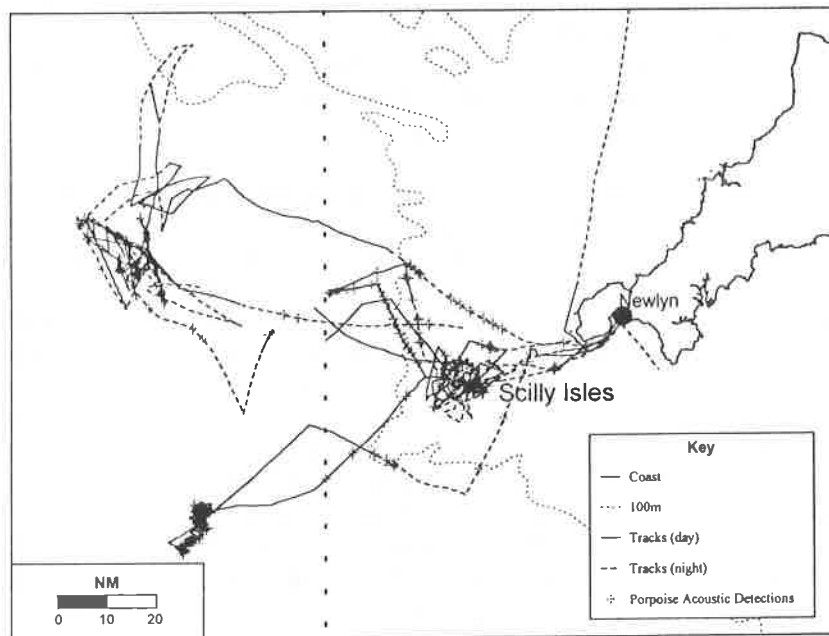 Newlyn
Scilly Isles
Key
Coast
100m
Tracks (day)
Tracks (night)
Porpoise Acoustic Detections
NM
0 10 20